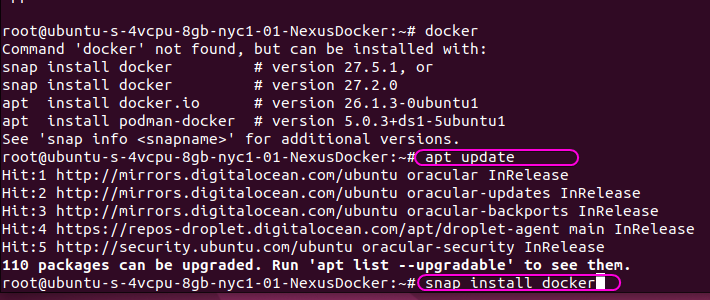 root@ubuntu-s-4vcpu-8gb-nyc1-01-NexusDocker:~# docker
Command 'docker' not found, but can be installed with:
snap install docker         # version 27.5.1, or
snap install docker         # version 27.2.0
apt  install docker.io      # version 26.1.3-0ubuntu1
apt  install podman-docker  # version 5.0.3+ds1-5ubuntu1
See 'snap info <snapname>' for additional versions.
root@ubuntu-s-4vcpu-8gb-nyc1-01-NexusDocker:~# apt update
Hit:1 http://mirrors.digitalocean.com/ubuntu oracular InRelease
Hit:2 http://mirrors.digitalocean.com/ubuntu oracular-updates InRelease
Hit:3 http://mirrors.digitalocean.com/ubuntu oracular-backports InRelease
Hit:4 https://repos-droplet.digitalocean.com/apt/droplet-agent main InRelease
Hit:5 http://security.ubuntu.com/ubuntu oracular-security InRelease
110 packages can be upgraded. Run 'apt list --upgradable' to see them.
root@ubuntu-s-4vcpu-8gb-nyc1-01-NexusDocker:~# snap install docker